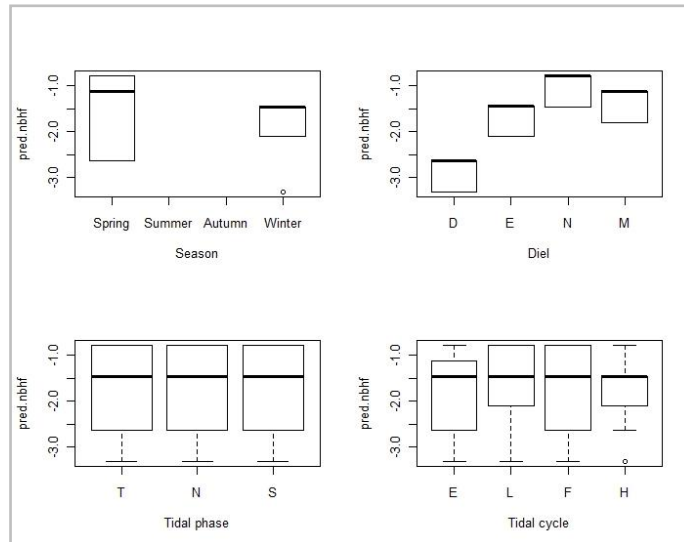 pred.nbhf
-1.0
-2.0
-3.0
Spring Summer Autumn Winter
Season
pred.nbhf
-1.0
-2.0
-3.0
D E N M
Diel
pred.nbhf
-1.0
-2.0
-3.0
T N S
Tidal phase
pred.nbhf
-1.0
-2.0
-3.0
E L F H
Tidal cycle